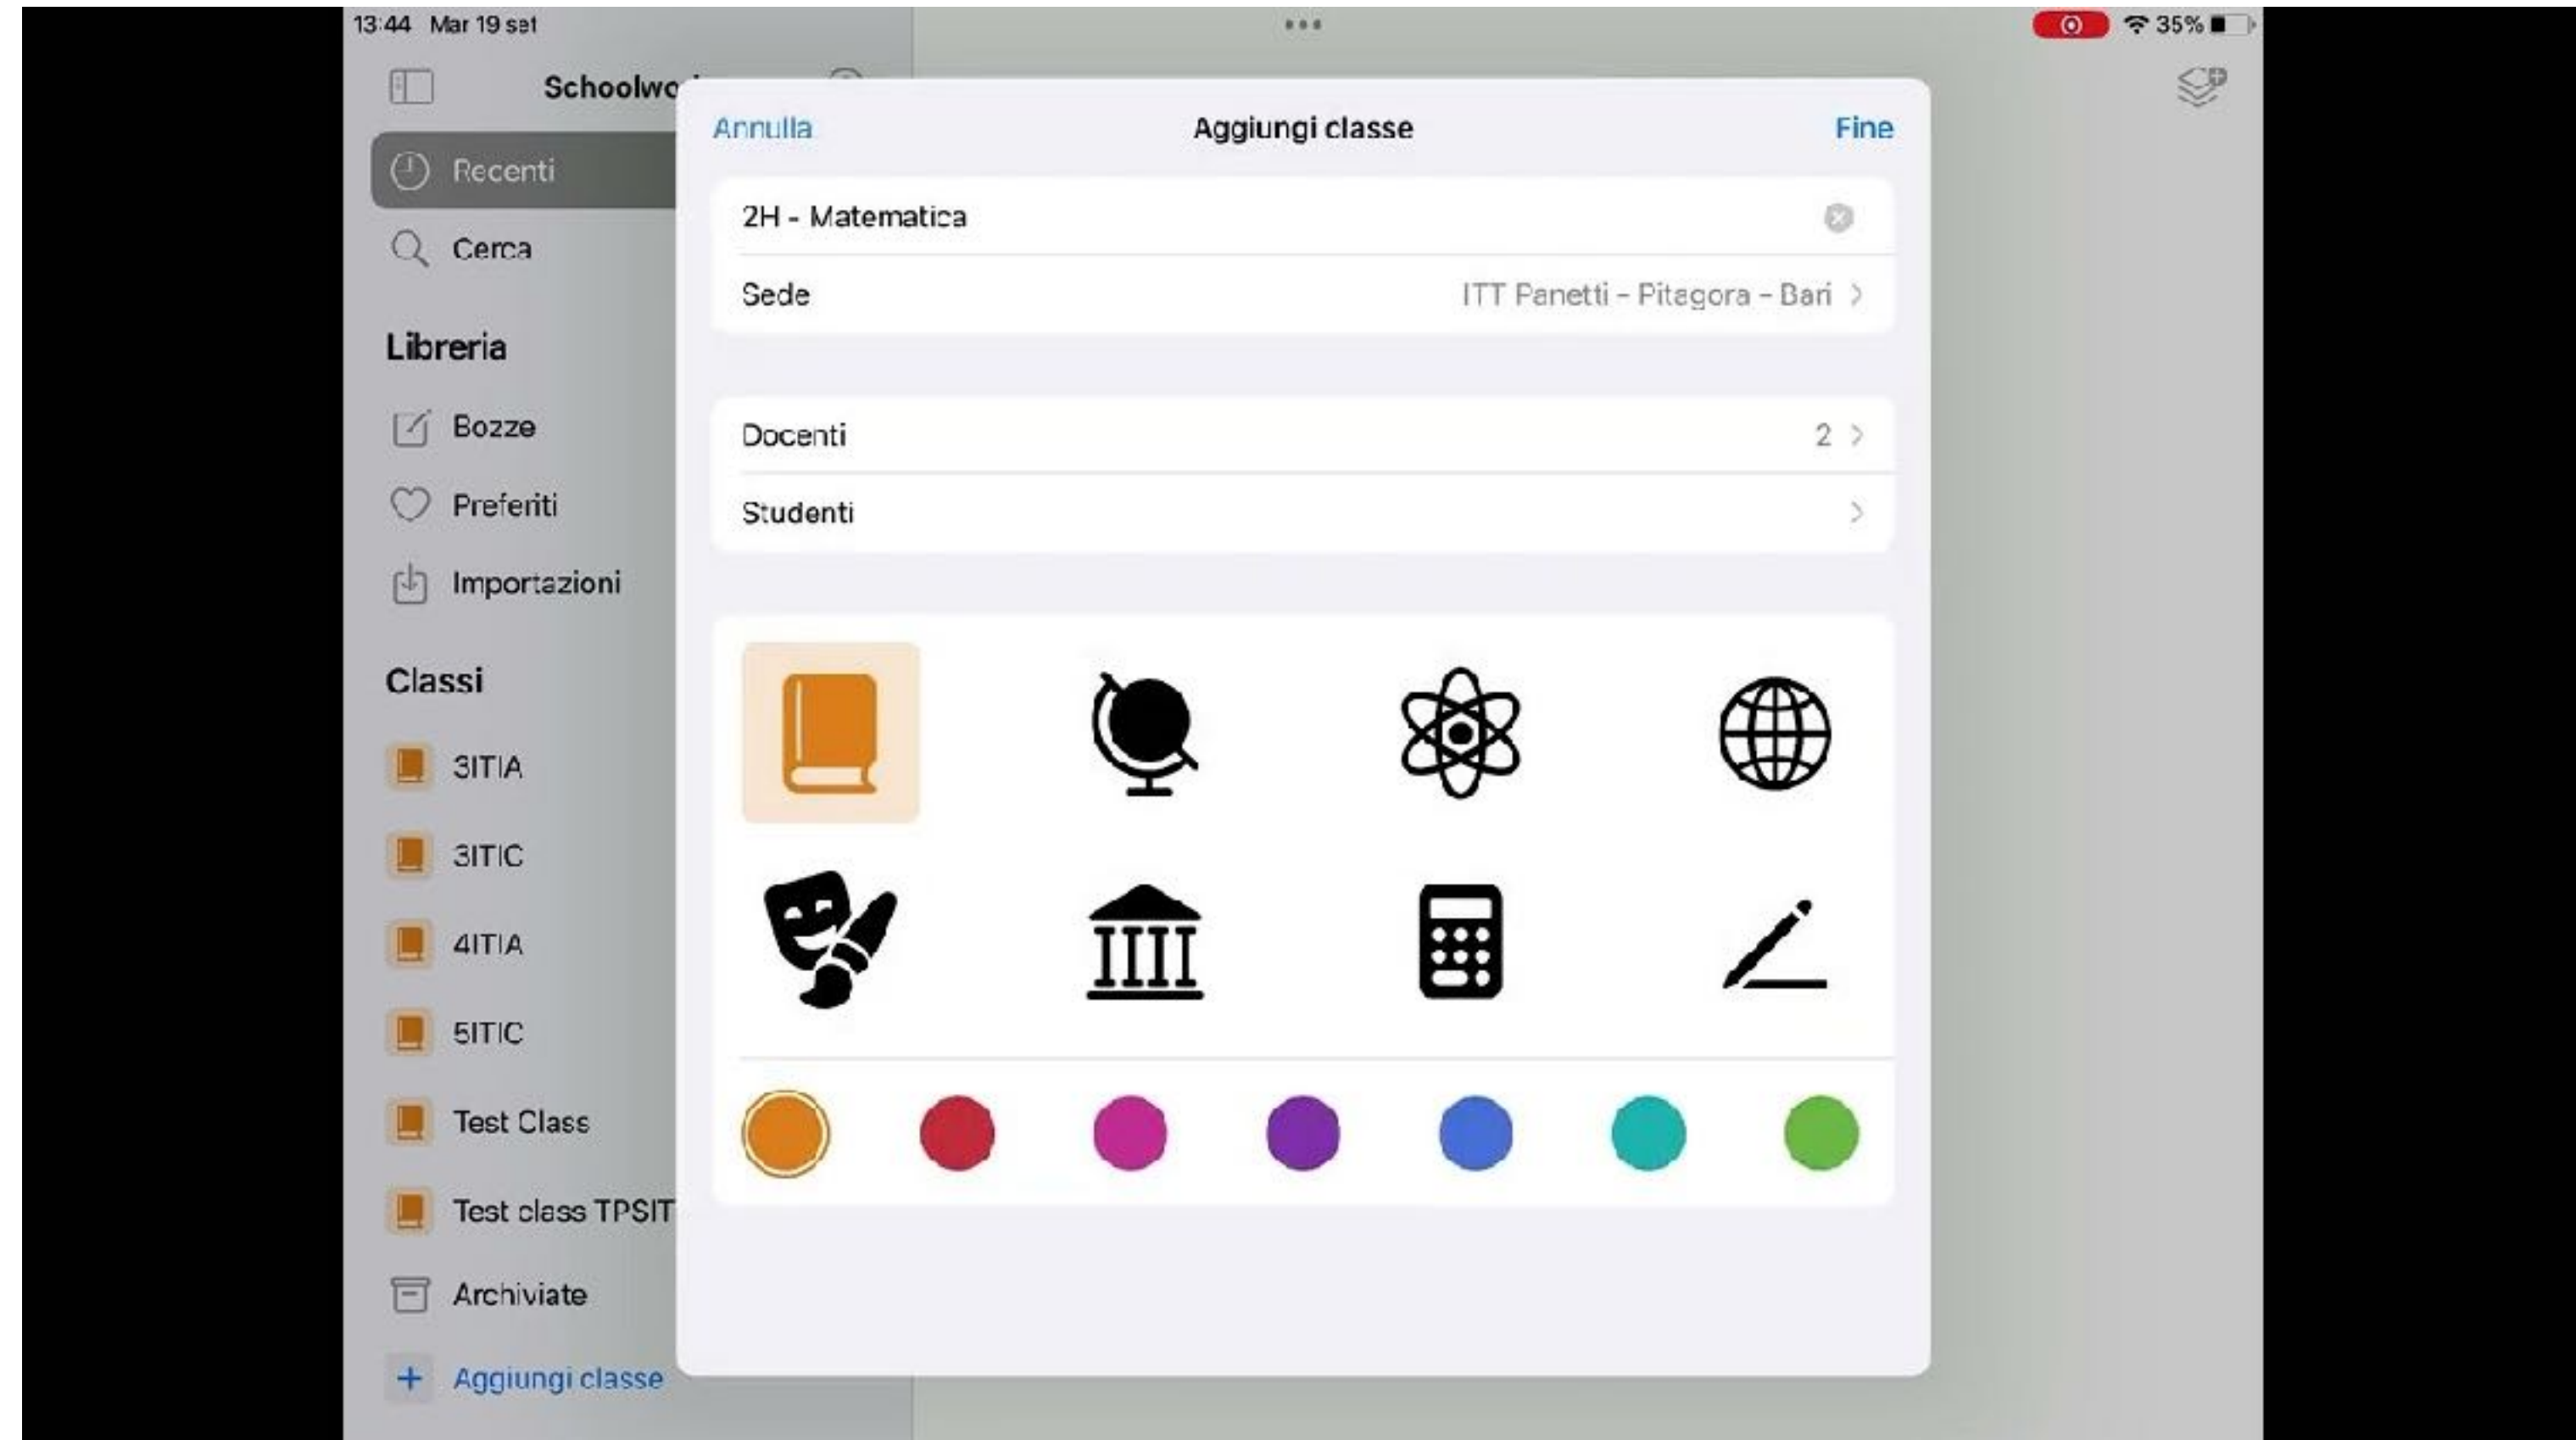 13:44 Mar 19 set
35%
Schoolwo
Recenti
Cerca
Libreria
Bozze
Preferiti
Importazioni
Classi
3ITIA
3ITIC
4ITIA
5ITIC
Test Class
Test class TPSIT
Archiviate
Aggiungi classe
Annulla
Aggiungi classe
Fine
2H - Matematica
Sede
ITT Panetti - Pitagora - Bari
Docenti
2
Studenti